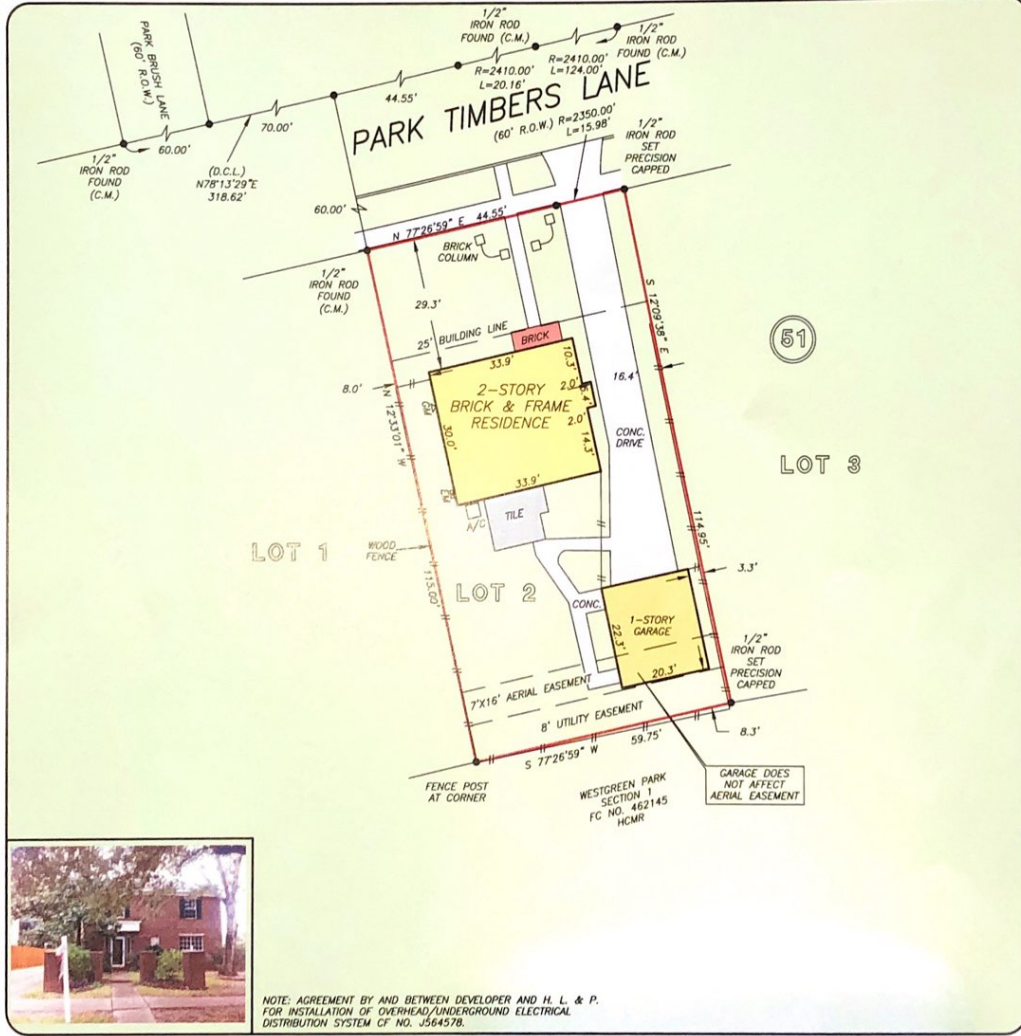 1/2"
IRON ROD
FOUND (C.M.)
1/2"
IRON ROD
FOUND (C.M.)
PARK BRUSH LANE
(60' R.O.W.)
R=2410.00'
L=20.16'
R=2410.00'
L=124.00'
44.55'
70.00'
60.00'
PARK TIMBERS LANE
(60' R.O.W.)
R=2350.00'
L=15.98'
1/2"
IRON ROD
SET
PRECISION
CAPPED
1/2"
IRON ROD
FOUND
(C.M.)
(D.C.L.)
N78°13'29"E
318.62'
60.00'
N 77°26'59" E 44.55'
BRICK
COLUMN
1/2"
IRON ROD
FOUND
(C.M.)
29.3'
S 12°09'38" E
51
25' BUILDING LINE
BRICK
33.9'
10.3'
8.0'
N 12°33'01" W
2-STORY
BRICK & FRAME
RESIDENCE
2.0'
2.0'
16.4'
EM
GM
30.0'
14.3'
CONC.
DRIVE
LOT 3
33.9'
EM
A/C
TILE
114.95'
LOT 1
WOOD
FENCE
115.00'
LOT 2
3.3'
CONC.
1-STORY
GARAGE
22.3'
20.3'
1/2"
IRON ROD
SET
PRECISION
CAPPED
7'X16' AERIAL EASEMENT
8' UTILITY EASEMENT
8.3'
S 77°26'59" W
59.75'
FENCE POST
AT CORNER
WESTGREEN PARK
SECTION 1
FC NO. 462145
HCMR
GARAGE DOES
NOT AFFECT
AERIAL EASEMENT
NOTE: AGREEMENT BY AND BETWEEN DEVELOPER AND H. L. & P.
FOR INSTALLATION OF OVERHEAD/UNDERGROUND ELECTRICAL
DISTRIBUTION SYSTEM CF NO. J564578.